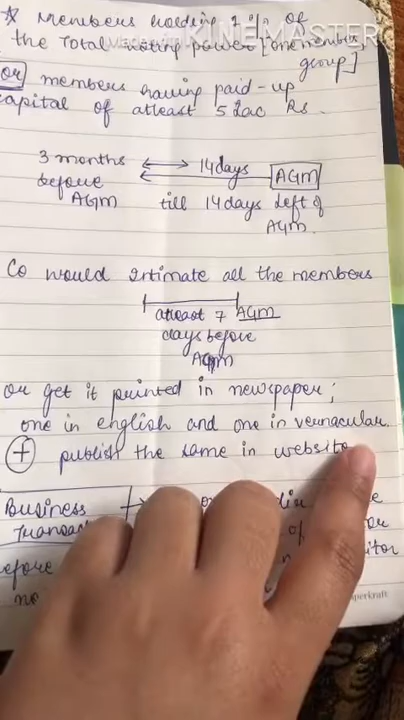 * Members holding 1% of
the Total voting power [one member
group]
or members having paid-up
capital of atleast 5 Lac Rs
3 months ↔ 14 days AGM
before
AGM till 14 days left of
AGM.
Co would intimate all the members
atleast 7 AGM
days before
AGM
or get it printed in newspaper;
one in english and one in vernacular.
+ publish the same in website
Business
KINEMASTER